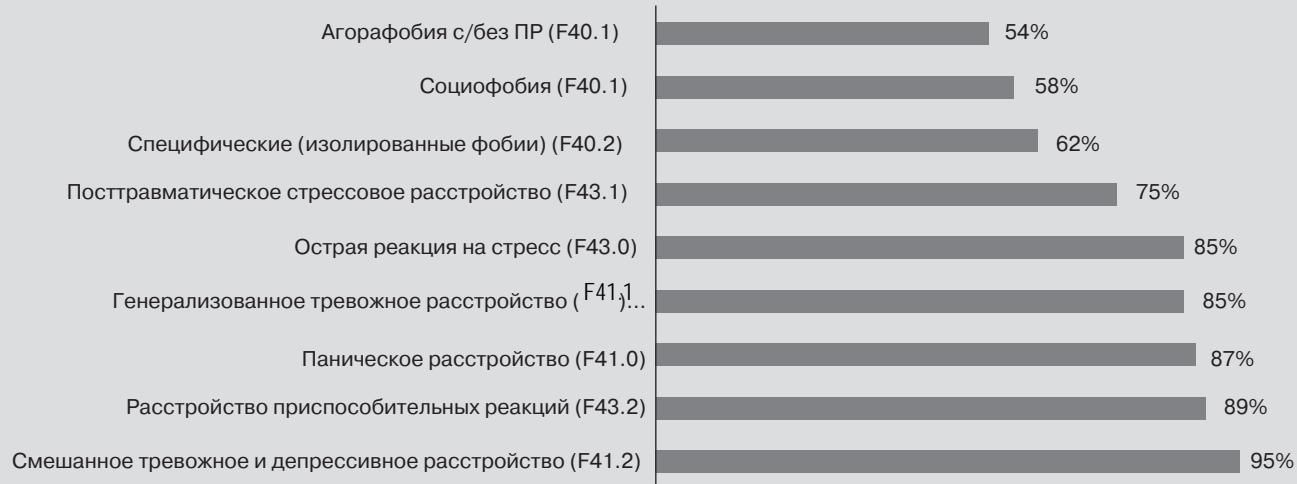 Агорафобия с/без ПР (F40.1) 54%
Социофобия (F40.1) 58%
Специфические (изолированные фобии) (F40.2) 62%
Посттравматическое стрессовое расстройство (F43.1) 75%
Острая реакция на стресс (F43.0) 85%
Генерализованное тревожное расстройство (F41.1)... 85%
Паническое расстройство (F41.0) 87%
Расстройство приспособительных реакций (F43.2) 89%
Смешанное тревожное и депрессивное расстройство (F41.2) 95%